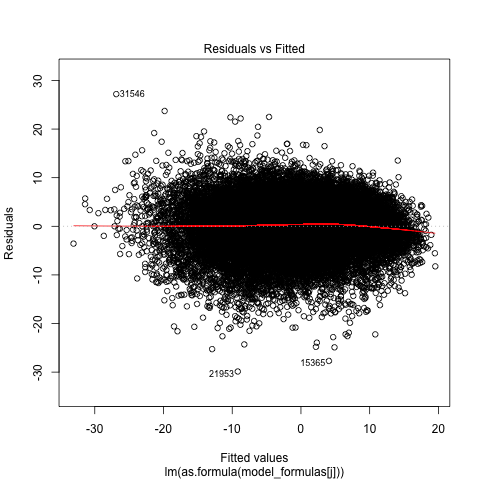 Residuals vs Fitted
Residuals
30
20
10
0
-10
-20
-30
31546
15365
21953
-30 -20 -10 0 10 20
Fitted values
lm(as.formula(model_formulas[j]))